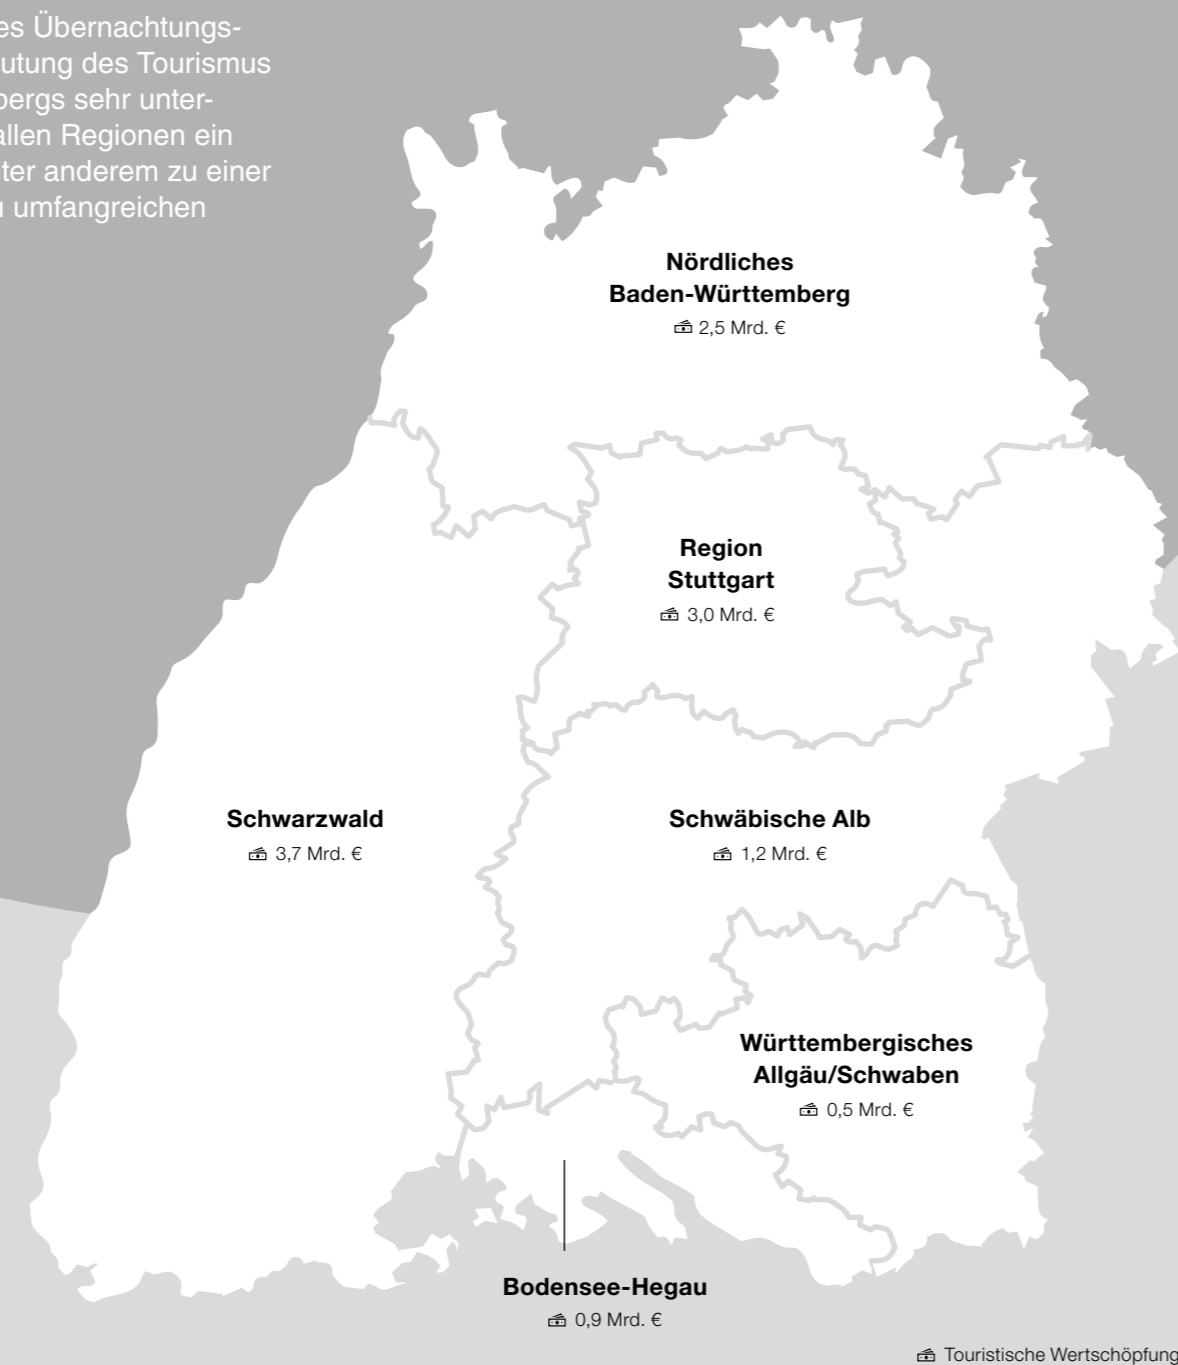 es Übernachtungs-
utung des Tourismus
bergs sehr unter-
allen Regionen ein
ter anderem zu einer
umfangreichen
Nördliches
Baden-Württemberg
2,5 Mrd. €
Region
Stuttgart
3,0 Mrd. €
Schwarzwald
3,7 Mrd. €
Schwäbische Alb
1,2 Mrd. €
Württembergisches
Allgäu/Schwaben
0,5 Mrd. €
Bodensee-Hegau
0,9 Mrd. €
Touristische Wertschöpfung